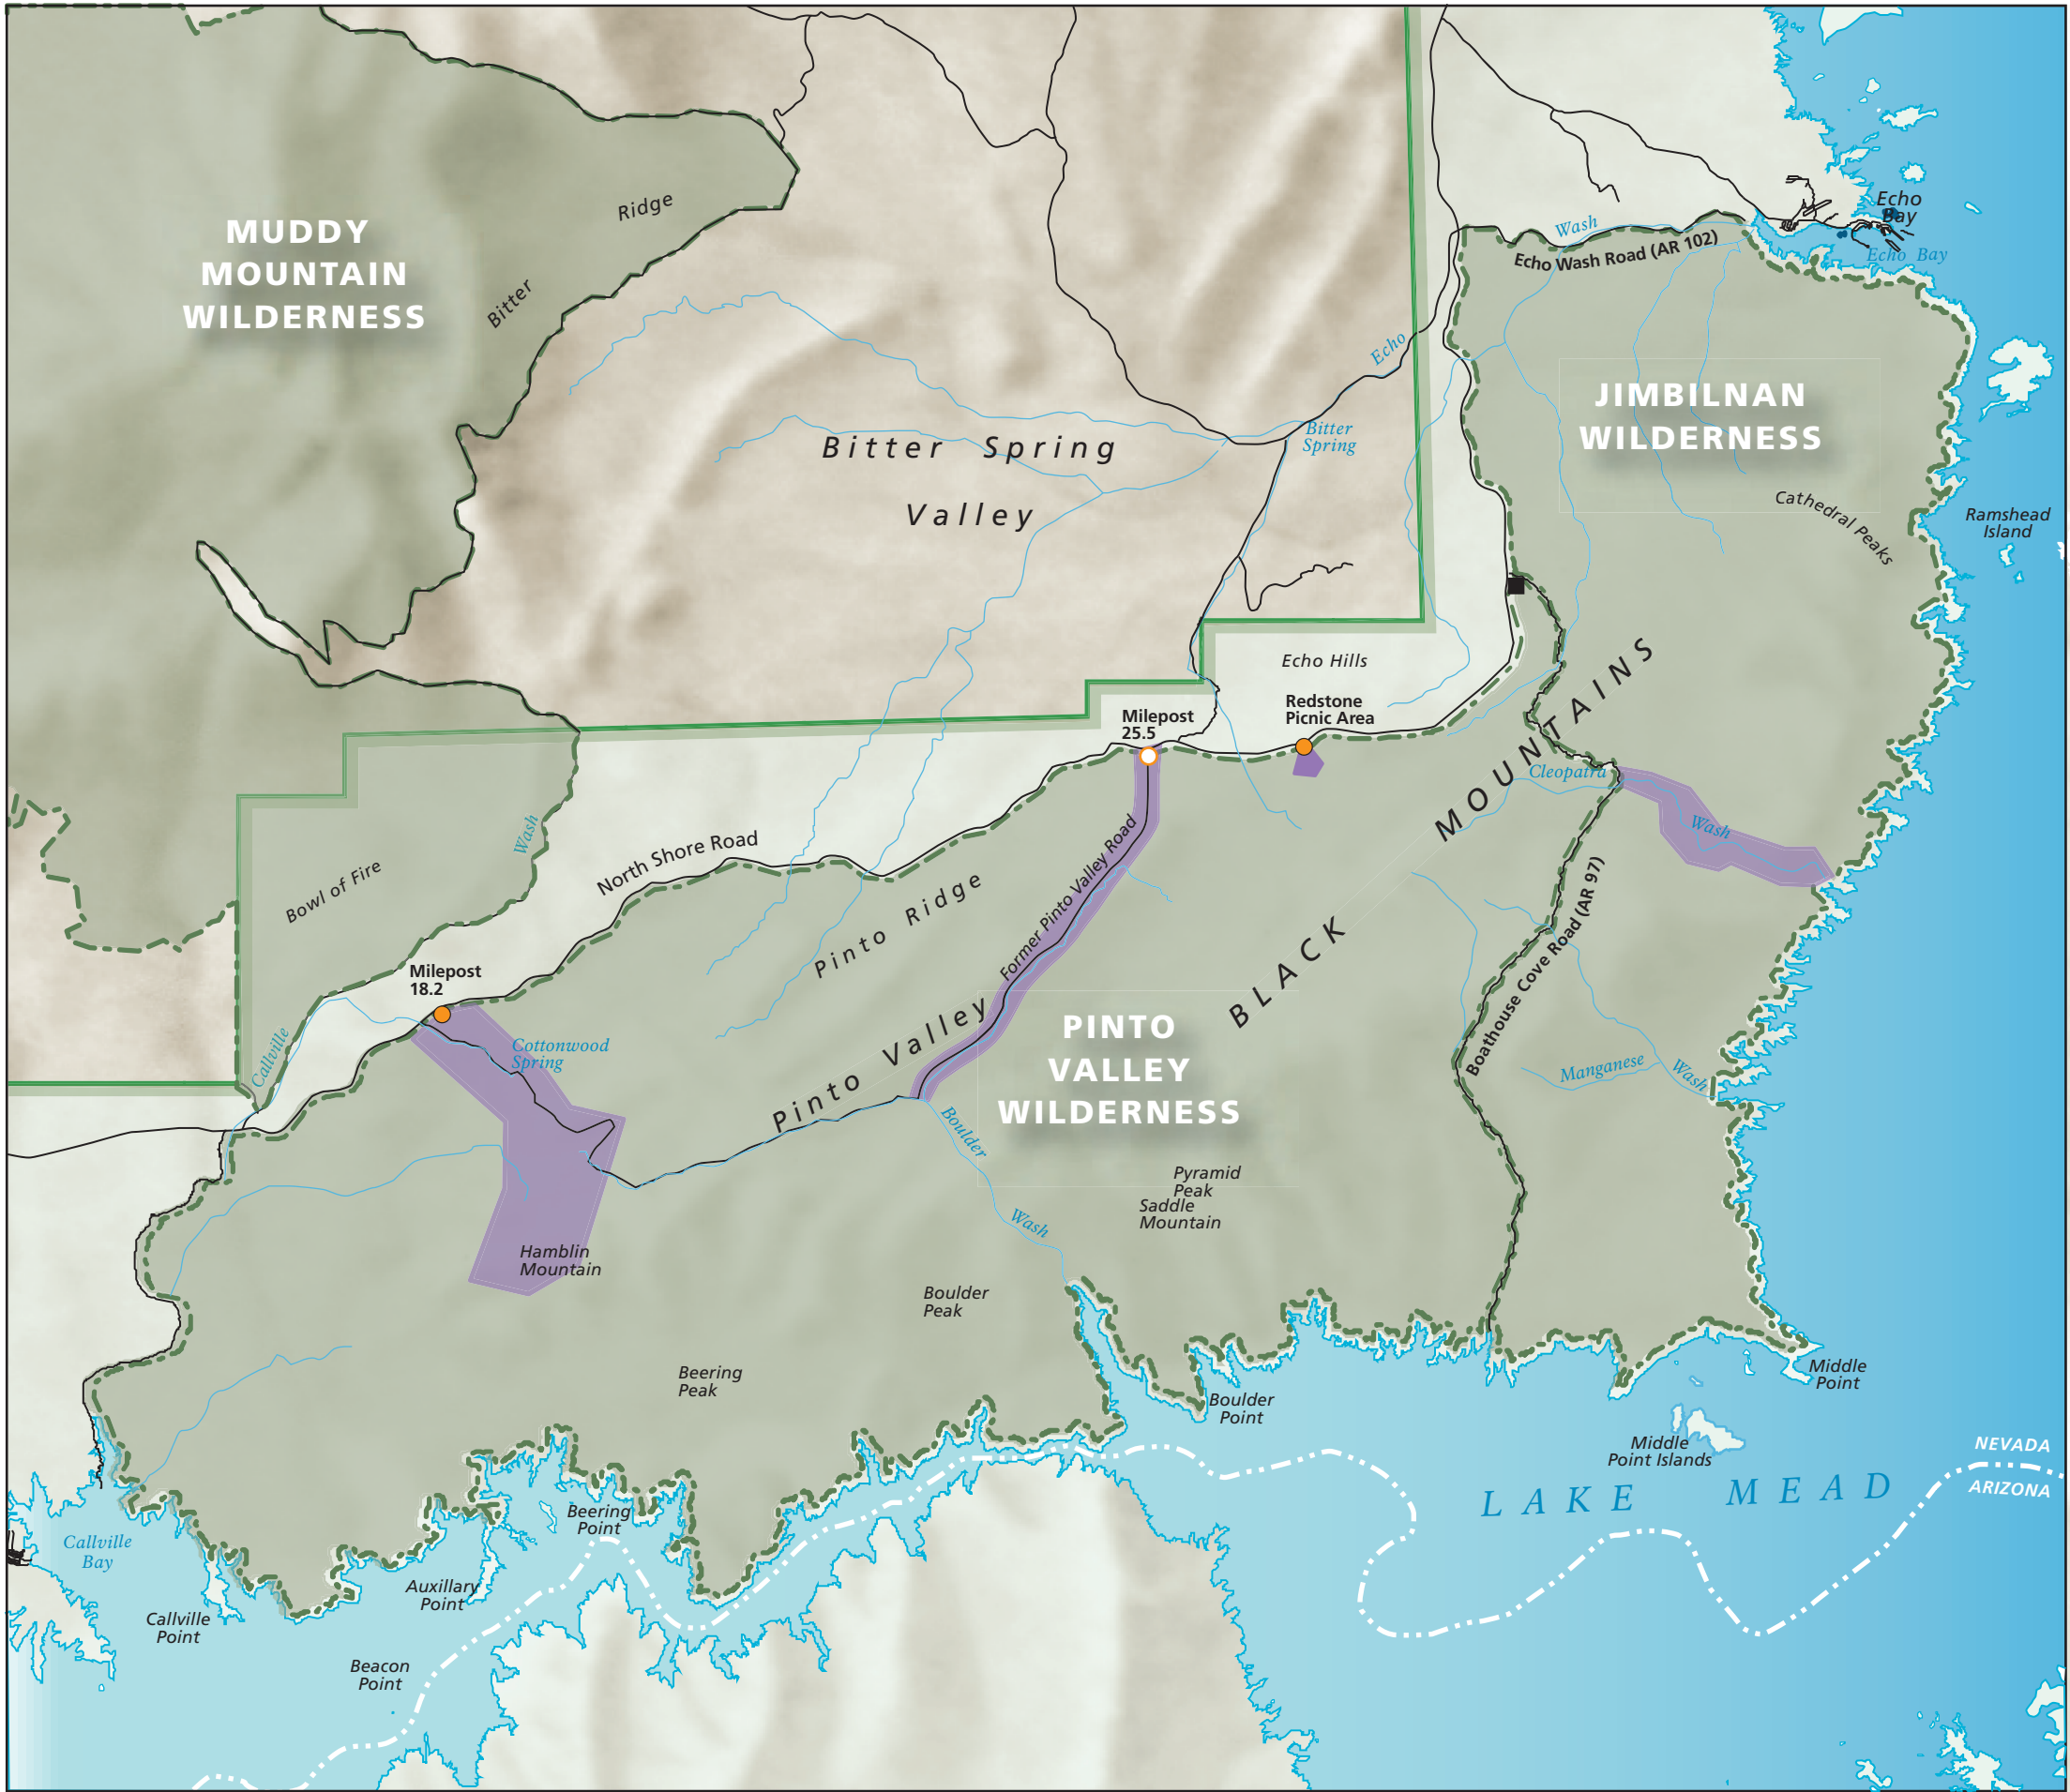 MUDDY
MOUNTAIN
WILDERNESS
Ridge
Bitter
Echo
Bay
Wash
Echo Wash Road (AR 102)
Echo Bay
Echo
JIMBILNAN
WILDERNESS
Bitter Spring
Valley
Bitter
Spring
Cathedral Peaks
Ramshead
Island
Echo Hills
Redstone
Picnic Area
Milepost
25.5
BLACK MOUNTAINS
Cleopatra
Wash
Wash
North Shore Road
Bowl of Fire
Pinto Ridge
Former Pinto Valley Road
Boathouse Cove Road (AR 97)
Milepost
18.2
Callville
Cottonwood
Spring
Pinto Valley
PINTO
VALLEY
WILDERNESS
Manganese
Wash
Boulder
Wash
Pyramid
Peak
Saddle
Mountain
Hamblin
Mountain
Boulder
Peak
Beering
Peak
Boulder
Point
Middle
Point
Middle
Point Islands
NEVADA
ARIZONA
LAKE MEAD
Beering
Point
Callville
Bay
Auxillary
Point
Callville
Point
Beacon
Point